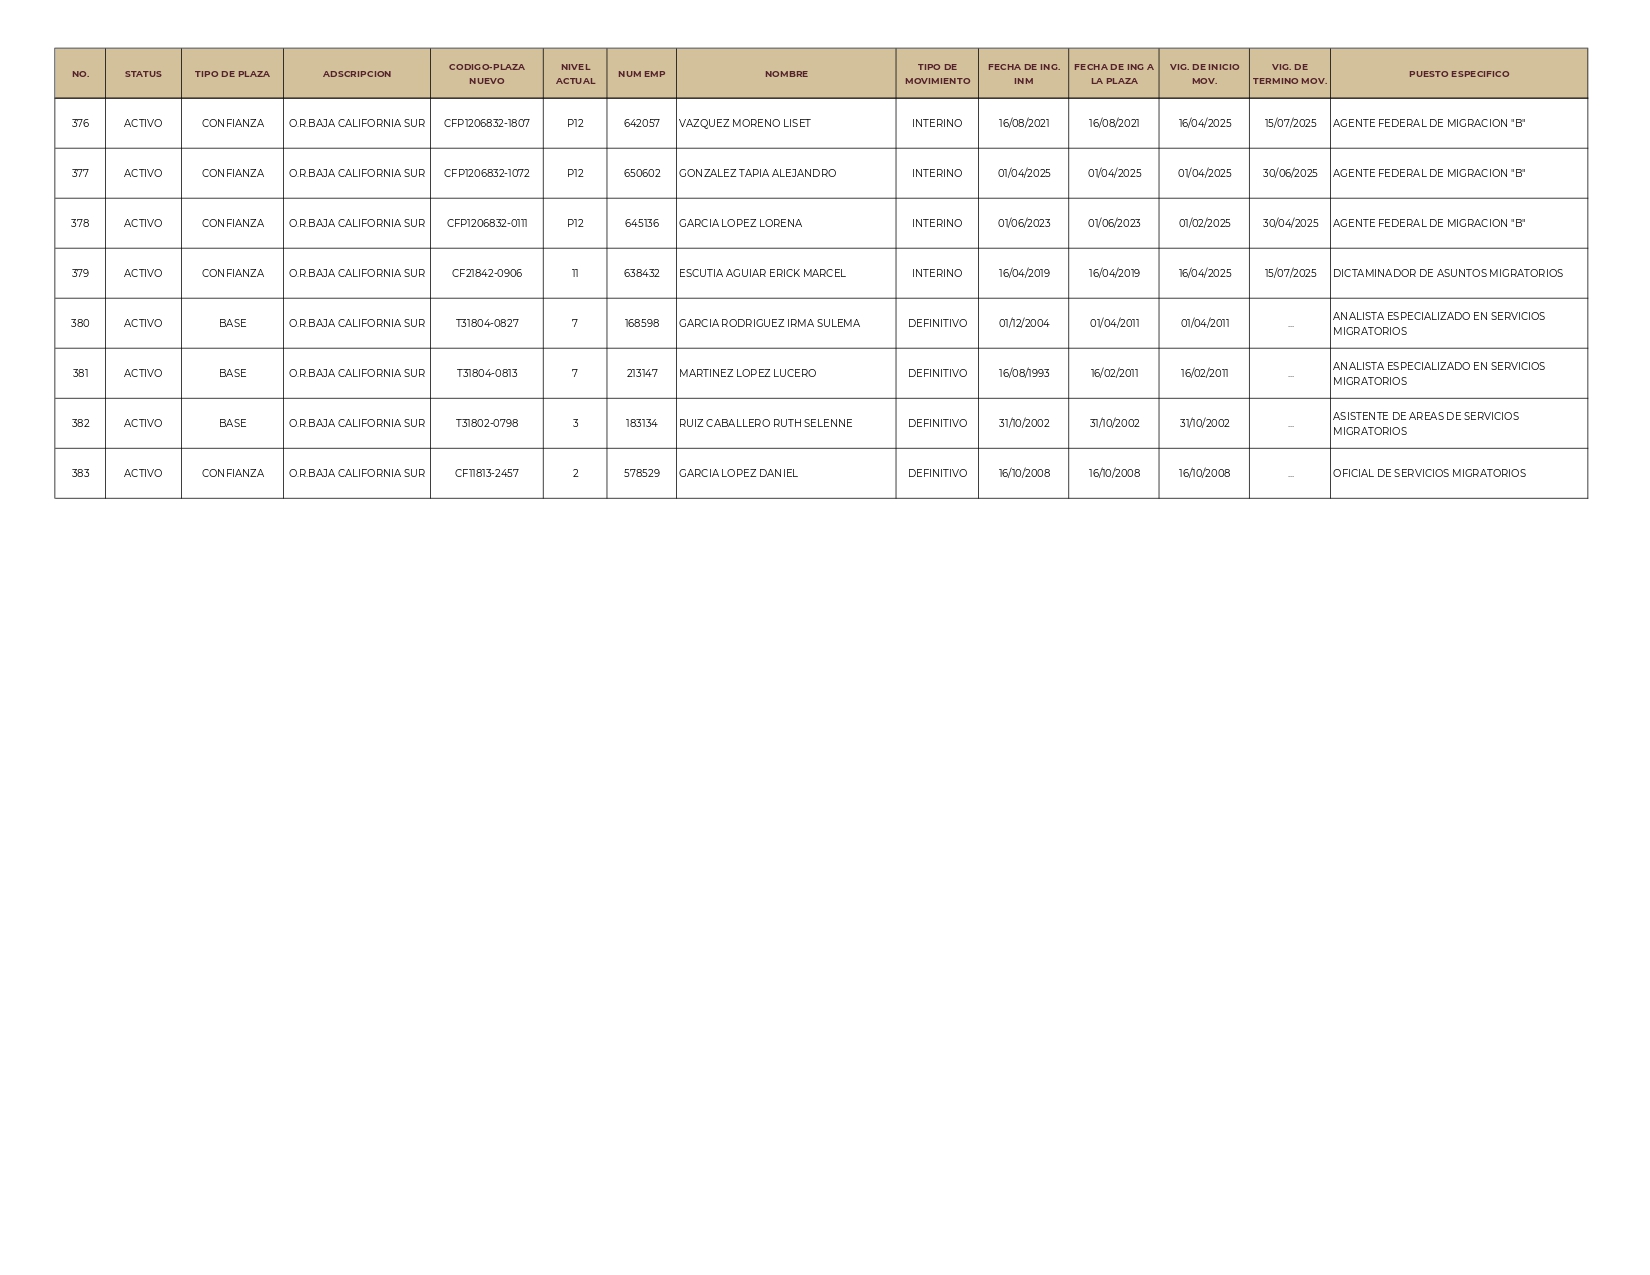 NO. STATUS TIPO DE PLAZA ADSCRIPCION CODIGO-PLAZA NUEVO NIVEL ACTUAL NUM EMP NOMBRE TIPO DE MOVIMIENTO FECHA DE ING. INM FECHA DE ING A LA PLAZA VIG. DE INICIO MOV. VIG. DE TERMINO MOV. PUESTO ESPECIFICO
376 ACTIVO CONFIANZA O.R.BAJA CALIFORNIA SUR CFP1206832-1807 P12 642057 VAZQUEZ MORENO LISET INTERINO 16/08/2021 16/08/2021 16/04/2025 15/07/2025 AGENTE FEDERAL DE MIGRACION "B"
377 ACTIVO CONFIANZA O.R.BAJA CALIFORNIA SUR CFP1206832-1072 P12 650602 GONZALEZ TAPIA ALEJANDRO INTERINO 01/04/2025 01/04/2025 01/04/2025 30/06/2025 AGENTE FEDERAL DE MIGRACION "B"
378 ACTIVO CONFIANZA O.R.BAJA CALIFORNIA SUR CFP1206832-0111 P12 645136 GARCIA LOPEZ LORENA INTERINO 01/06/2023 01/06/2023 01/02/2025 30/04/2025 AGENTE FEDERAL DE MIGRACION "B"
379 ACTIVO CONFIANZA O.R.BAJA CALIFORNIA SUR CF21842-0906 11 638432 ESCUTIA AGUIAR ERICK MARCEL INTERINO 16/04/2019 16/04/2019 16/04/2025 15/07/2025 DICTAMINADOR DE ASUNTOS MIGRATORIOS
380 ACTIVO BASE O.R.BAJA CALIFORNIA SUR T31804-0827 7 168598 GARCIA RODRIGUEZ IRMA SULEMA DEFINITIVO 01/12/2004 01/04/2011 01/04/2011 ... ANALISTA ESPECIALIZADO EN SERVICIOS MIGRATORIOS
381 ACTIVO BASE O.R.BAJA CALIFORNIA SUR T31804-0813 7 213147 MARTINEZ LOPEZ LUCERO DEFINITIVO 16/08/1993 16/02/2011 16/02/2011 ... ANALISTA ESPECIALIZADO EN SERVICIOS MIGRATORIOS
382 ACTIVO BASE O.R.BAJA CALIFORNIA SUR T31802-0798 3 183134 RUIZ CABALLERO RUTH SELENNE DEFINITIVO 31/10/2002 31/10/2002 31/10/2002 ... ASISTENTE DE AREAS DE SERVICIOS MIGRATORIOS
383 ACTIVO CONFIANZA O.R.BAJA CALIFORNIA SUR CF11813-2457 2 578529 GARCIA LOPEZ DANIEL DEFINITIVO 16/10/2008 16/10/2008 16/10/2008 ... OFICIAL DE SERVICIOS MIGRATORIOS